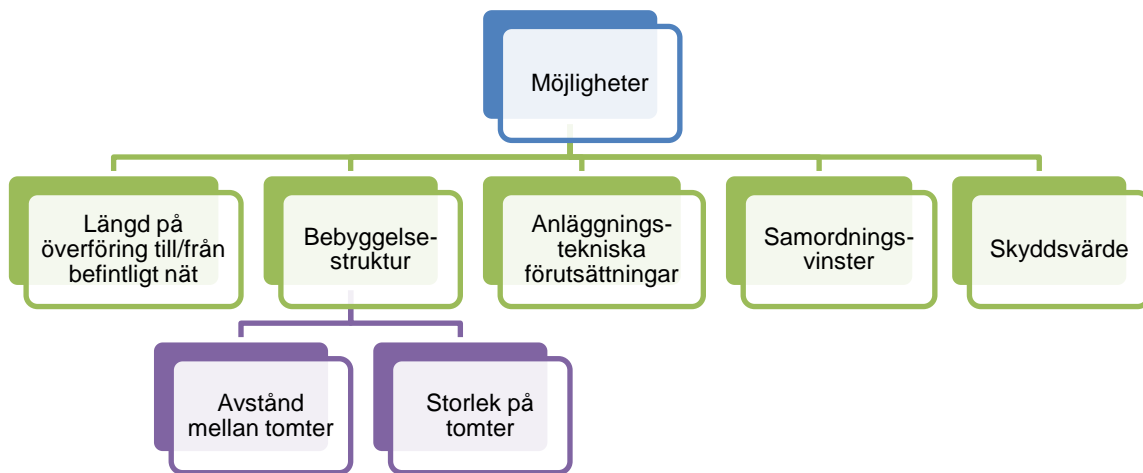 Möjligheter
Längd på
överföring till/från
befintligt nät
Bebyggelse-
struktur
Anläggnings-
tekniska
förutsättningar
Samordnings-
vinster
Skyddsvärde
Avstånd
mellan tomter
Storlek på
tomter